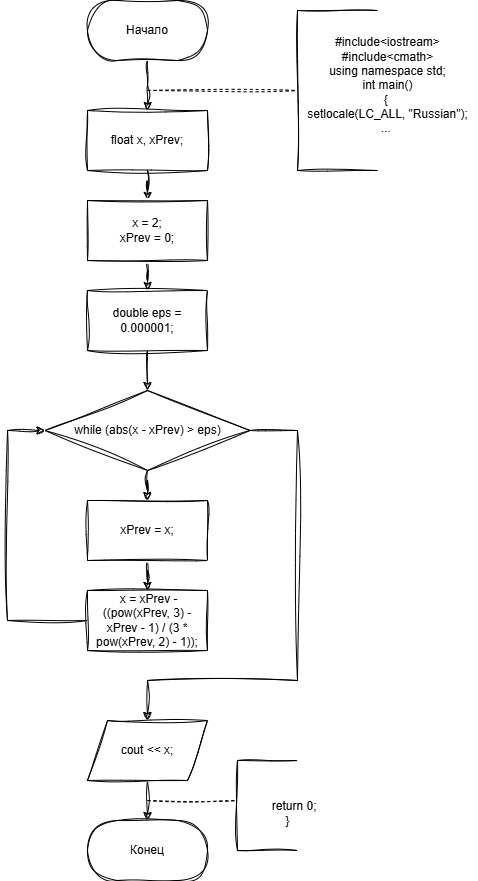 Начало
#include<iostream>
#include<cmath>
using namespace std;
int main()
{
setlocale(LC_ALL, "Russian");
...
float x, xPrev;
x = 2;
xPrev = 0;
double eps =
0.000001;
while (abs(x - xPrev) > eps)
xPrev = x;
x = xPrev -
((pow(xPrev, 3) -
xPrev - 1) / (3 *
pow(xPrev, 2) - 1));
cout << x;
return 0;
}
Конец